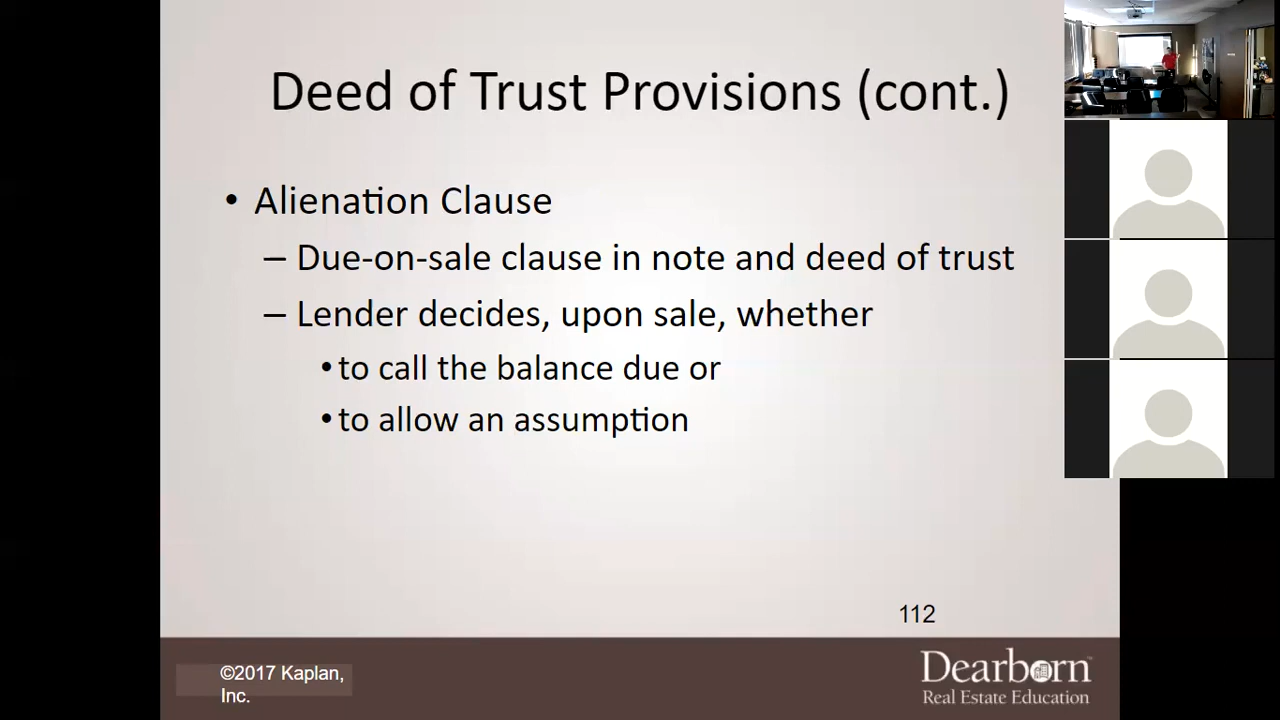 Deed of Trust Provisions (cont.)
• Alienation Clause
– Due-on-sale clause in note and deed of trust
– Lender decides, upon sale, whether
• to call the balance due or
• to allow an assumption
112
©2017 Kaplan,
Inc.
Dearborn™
Real Estate Education